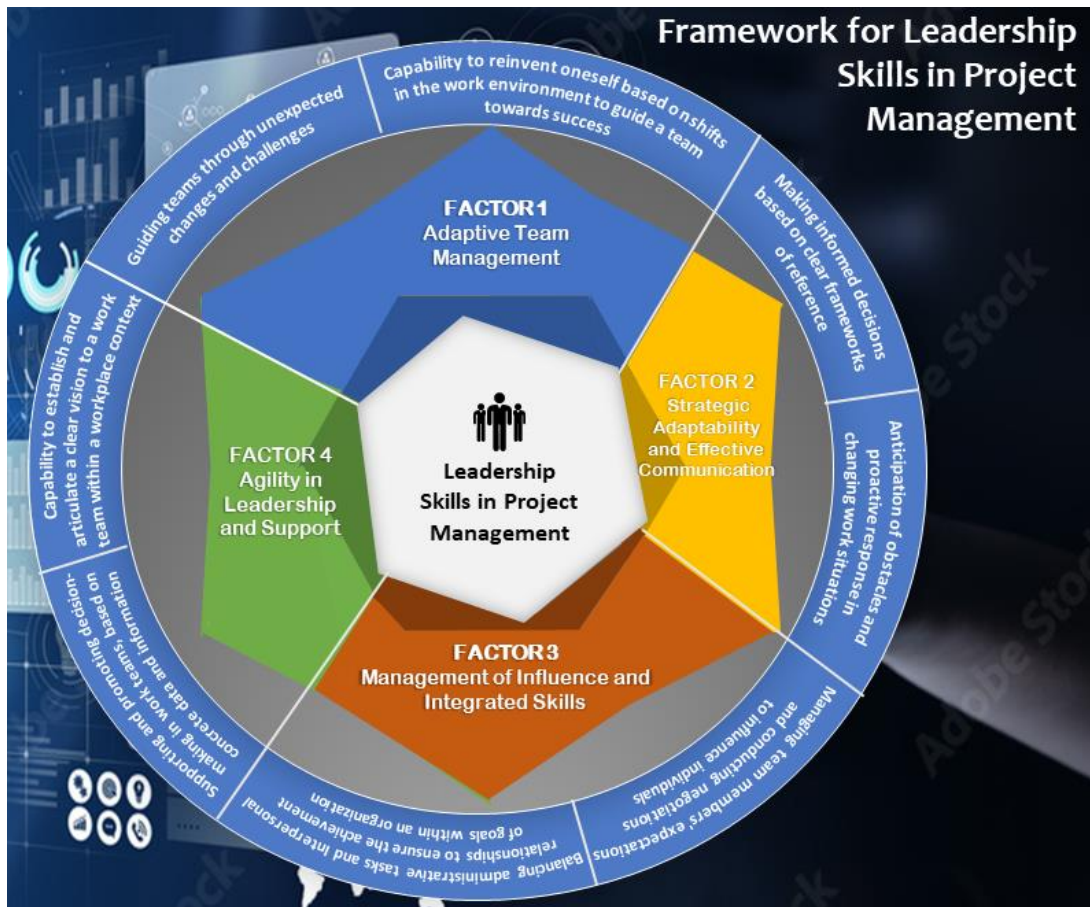 Framework for Leadership
Skills in Project
Management
Capability to reinvent oneself based onshifts
in the work environment to guide a team
towards success
Making informed decisions
based on clear frameworks
of reference
Anticipation of obstacles and
proactive response in
changing work situations
Managing team members' expectations
and conducting negotiations
to influence individuals
Balancing administrative tasks and interpersonal
relationships to ensure the achievement
of goals within an organization
Supporting and promoting decision-
making in work teams, based on
concrete data and information
Capability to establish and
articulate a clear vision to a work
team within a workplace context
Guiding teams through unexpected
changes and challenges
FACTOR 1
Adaptive Team
Management
FACTOR 2
Strategic
Adaptability
and Effective
Communication
FACTOR 3
Management of Influence and
Integrated Skills
FACTOR 4
Agility in
Leadership
and Support
Leadership
Skills in Project
Management
Adobe Stock
Adobe Stock